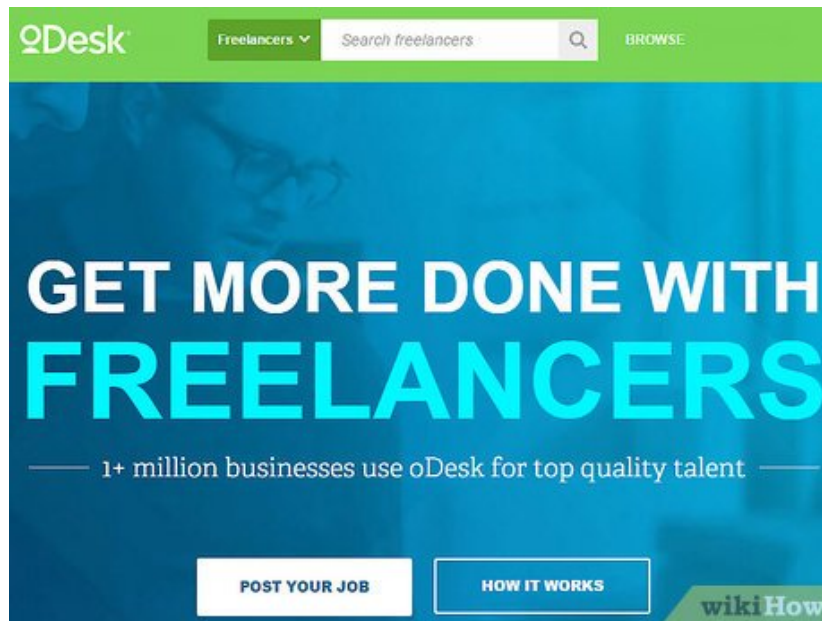 oDesk
Freelancers
Search freelancers
BROWSE
GET MORE DONE WITH
FREELANCERS
1+ million businesses use oDesk for top quality talent
POST YOUR JOB
HOW IT WORKS
wikiHow